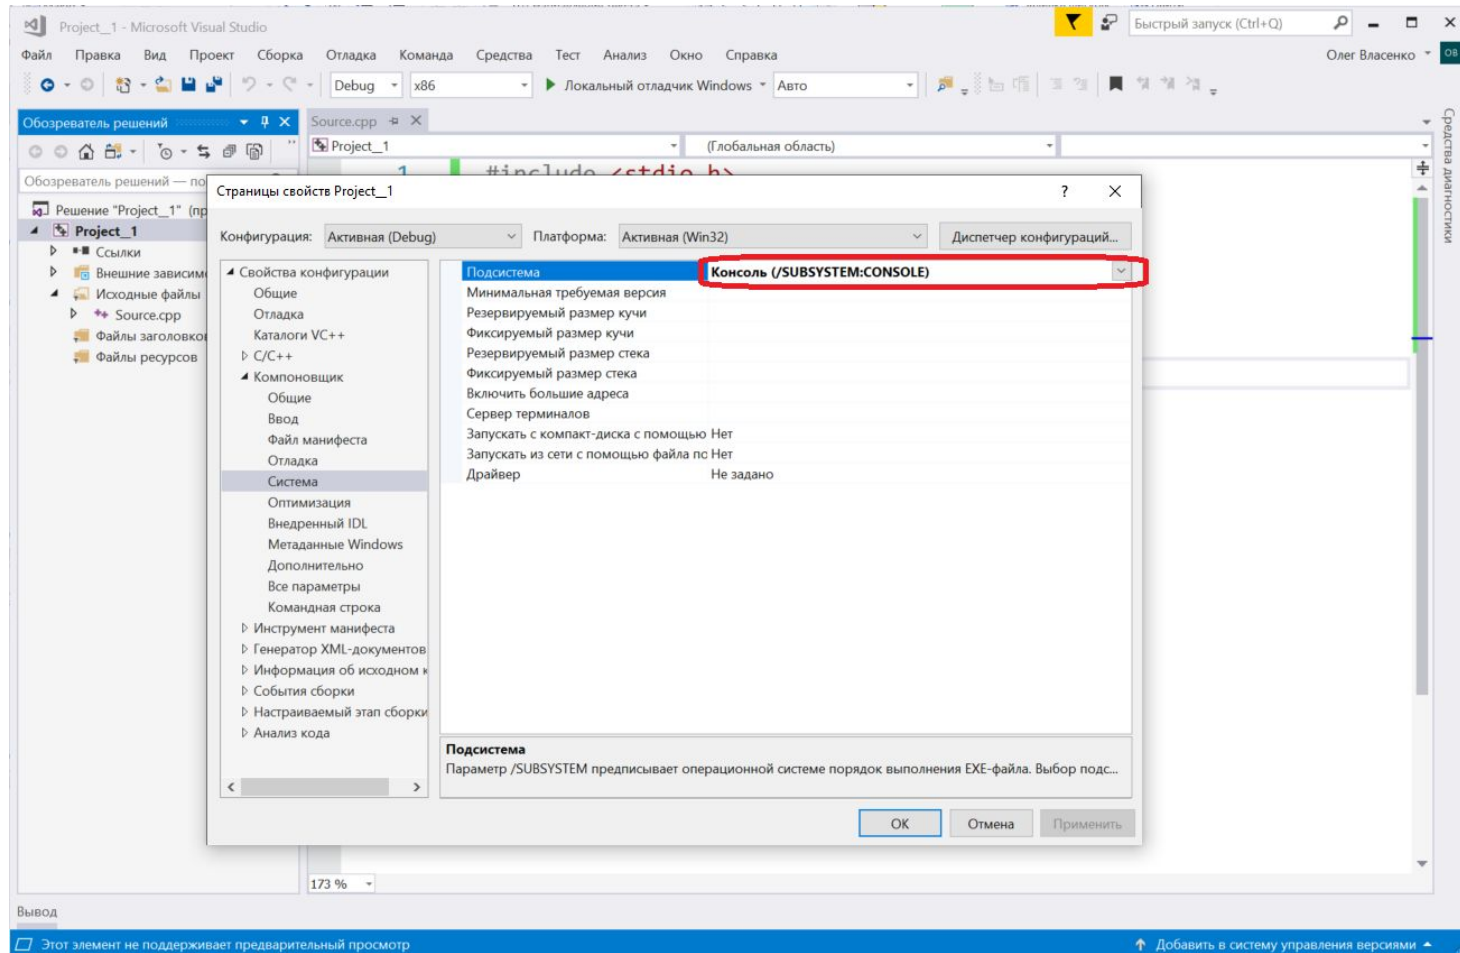 Project__1 - Microsoft Visual Studio
Быстрый запуск (Ctrl+Q)
Файл Правка Вид Проект Сборка Отладка Команда Средства Тест Анализ Окно Справка
Олег Власенко ОВ
Debug x86 Локальный отладчик Windows Авто
Обозреватель решений
Source.cpp
Project__1
(Глобальная область)
Средства диагностики
1 #include <stdio.h>
Обозреватель решений — по
Решение "Project__1" (пр
Project_1
Ссылки
Внешние зависим
Исходные файлы
Source.cpp
Файлы заголовко
Файлы ресурсов
Страницы свойств Project__1
?
Конфигурация: Активная (Debug)
Платформа: Активная (Win32)
Диспетчер конфигураций...
Свойства конфигурации
Общие
Отладка
Каталоги VC++
C/C++
Компоновщик
Общие
Ввод
Файл манифеста
Отладка
Система
Оптимизация
Внедренный IDL
Метаданные Windows
Дополнительно
Все параметры
Командная строка
Инструмент манифеста
Генератор XML-документов
Информация об исходном к
События сборки
Настраиваемый этап сборки
Анализ кода
Подсистема Консоль (/SUBSYSTEM:CONSOLE)
Минимальная требуемая версия
Резервируемый размер кучи
Фиксируемый размер кучи
Резервируемый размер стека
Фиксируемый размер стека
Включить большие адреса
Сервер терминалов
Запускать с компакт-диска с помощью Нет
Запускать из сети с помощью файла по Нет
Драйвер Не задано
Подсистема
Параметр /SUBSYSTEM предписывает операционной системе порядок выполнения EXE-файла. Выбор подс...
ОК Отмена Применить
173 %
Вывод
Этот элемент не поддерживает предварительный просмотр
Добавить в систему управления версиями